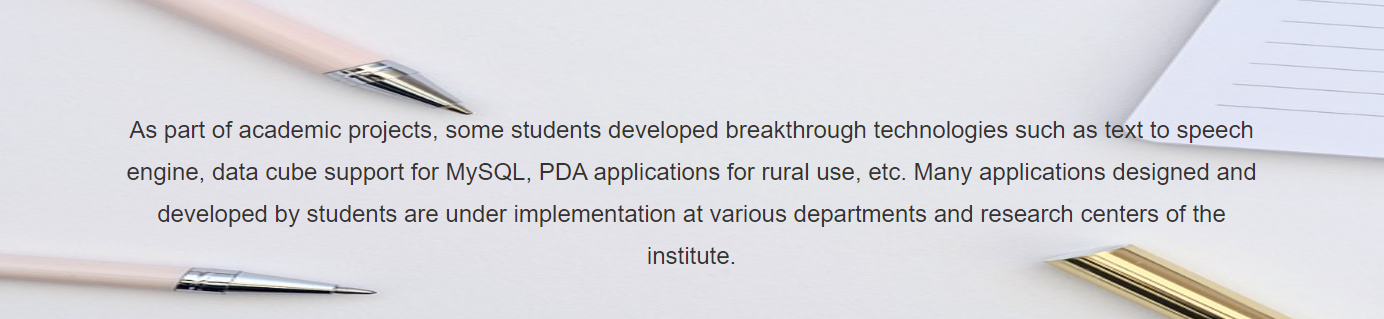 As part of academic projects, some students developed breakthrough technologies such as text to speech
engine, data cube support for MySQL, PDA applications for rural use, etc. Many applications designed and
developed by students are under implementation at various departments and research centers of the
institute.